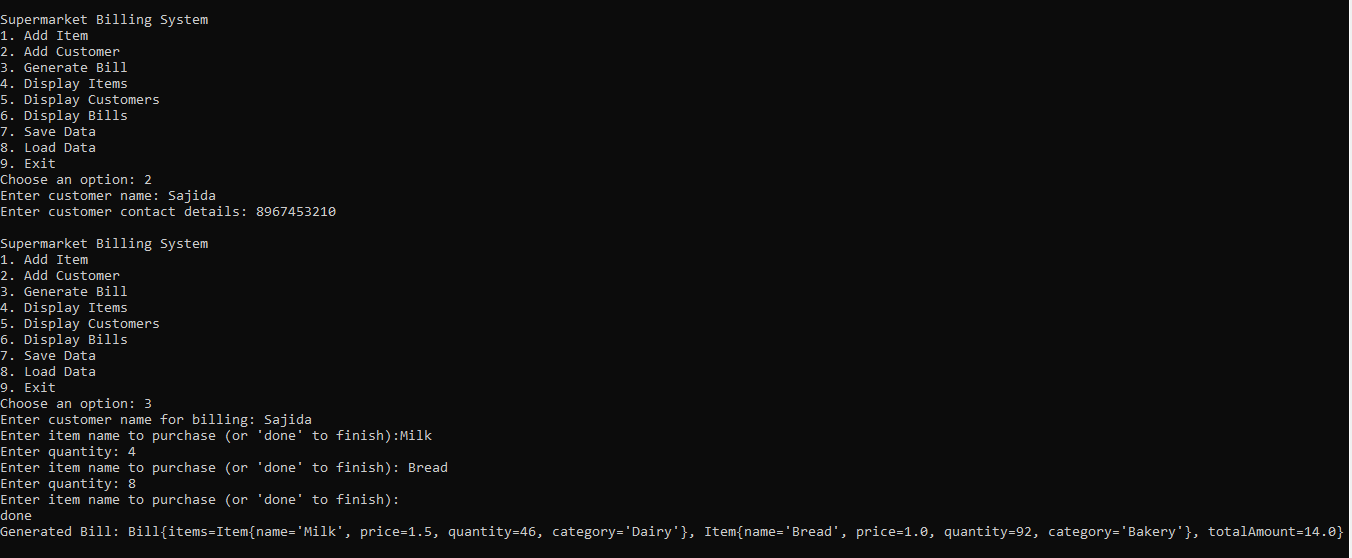 Supermarket Billing System
1. Add Item
2. Add Customer
3. Generate Bill
4. Display Items
5. Display Customers
6. Display Bills
7. Save Data
8. Load Data
9. Exit
Choose an option: 2
Enter customer name: Sajida
Enter customer contact details: 8967453210

Supermarket Billing System
1. Add Item
2. Add Customer
3. Generate Bill
4. Display Items
5. Display Customers
6. Display Bills
7. Save Data
8. Load Data
9. Exit
Choose an option: 3
Enter customer name for billing: Sajida
Enter item name to purchase (or 'done' to finish):Milk
Enter quantity: 4
Enter item name to purchase (or 'done' to finish): Bread
Enter quantity: 8
Enter item name to purchase (or 'done' to finish):
done
Generated Bill: Bill{items=Item{name='Milk', price=1.5, quantity=46, category='Dairy'}, Item{name='Bread', price=1.0, quantity=92, category='Bakery'}, totalAmount=14.0}